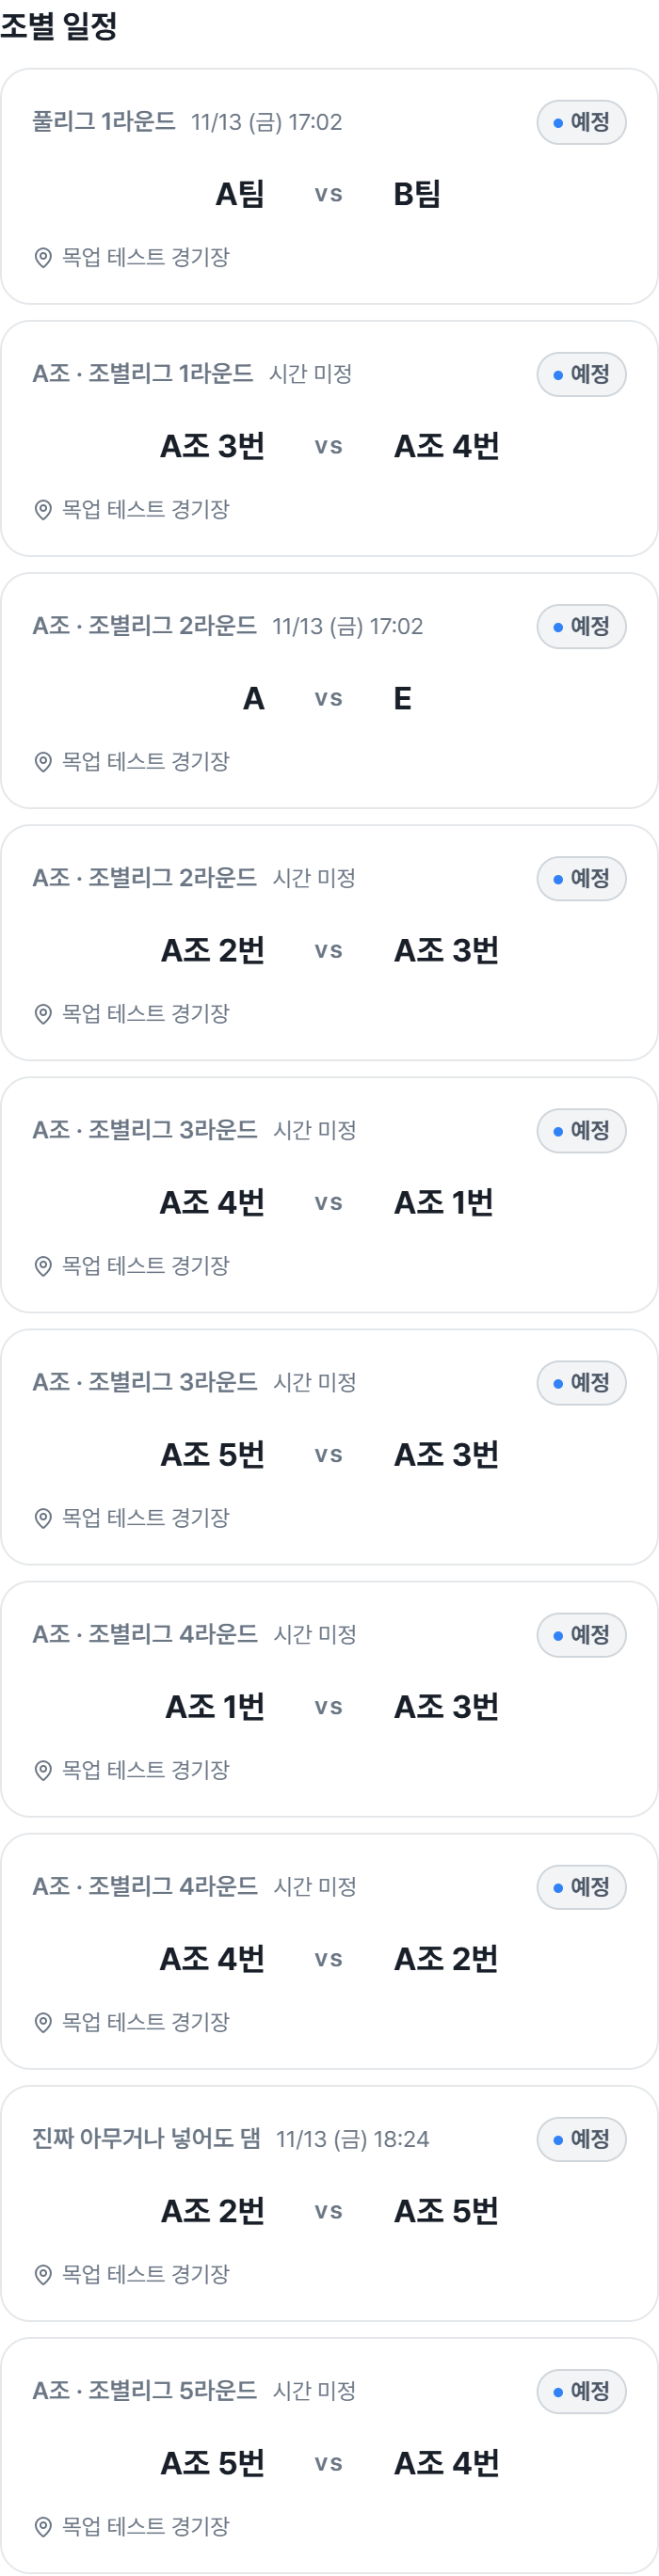 조별 일정
풀리그 1라운드 11/13 (금) 17:02 예정
A팀 vs B팀
목업 테스트 경기장
A조 · 조별리그 1라운드 시간 미정 예정
A조 3번 vs A조 4번
목업 테스트 경기장
A조 · 조별리그 2라운드 11/13 (금) 17:02 예정
A vs E
목업 테스트 경기장
A조 · 조별리그 2라운드 시간 미정 예정
A조 2번 vs A조 3번
목업 테스트 경기장
A조 · 조별리그 3라운드 시간 미정 예정
A조 4번 vs A조 1번
목업 테스트 경기장
A조 · 조별리그 3라운드 시간 미정 예정
A조 5번 vs A조 3번
목업 테스트 경기장
A조 · 조별리그 4라운드 시간 미정 예정
A조 1번 vs A조 3번
목업 테스트 경기장
A조 · 조별리그 4라운드 시간 미정 예정
A조 4번 vs A조 2번
목업 테스트 경기장
진짜 아무거나 넣어도 댐 11/13 (금) 18:24 예정
A조 2번 vs A조 5번
목업 테스트 경기장
A조 · 조별리그 5라운드 시간 미정 예정
A조 5번 vs A조 4번
목업 테스트 경기장